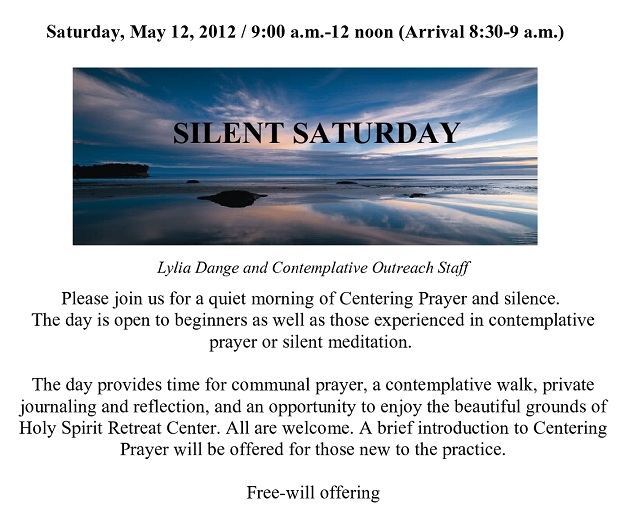 Saturday, May 12, 2012 / 9:00 a.m.-12 noon (Arrival 8:30-9 a.m.)
SILENT SATURDAY
Lylia Dange and Contemplative Outreach Staff
Please join us for a quiet morning of Centering Prayer and silence.
The day is open to beginners as well as those experienced in contemplative
prayer or silent meditation.
The day provides time for communal prayer, a contemplative walk, private
journaling and reflection, and an opportunity to enjoy the beautiful grounds of
Holy Spirit Retreat Center. All are welcome. A brief introduction to Centering
Prayer will be offered for those new to the practice.
Free-will offering